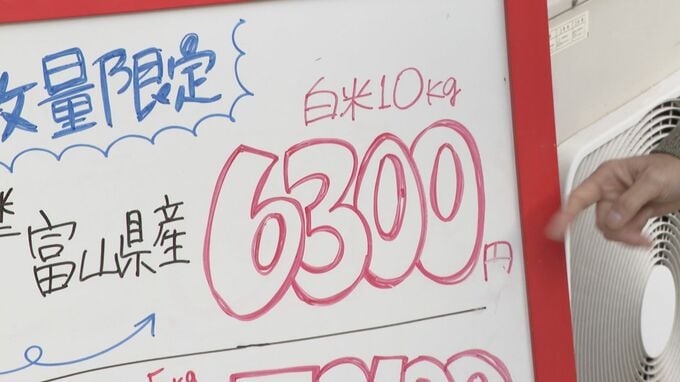 数量限定
白米10kg
富山県産 6300円
5kg